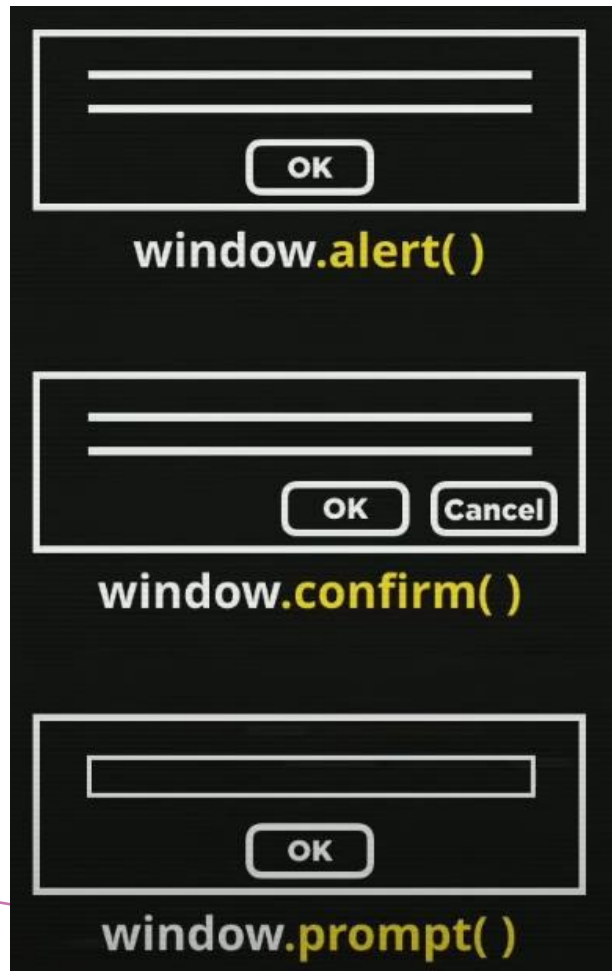 OK
window.alert( )
OK Cancel
window.confirm( )
OK
window.prompt( )